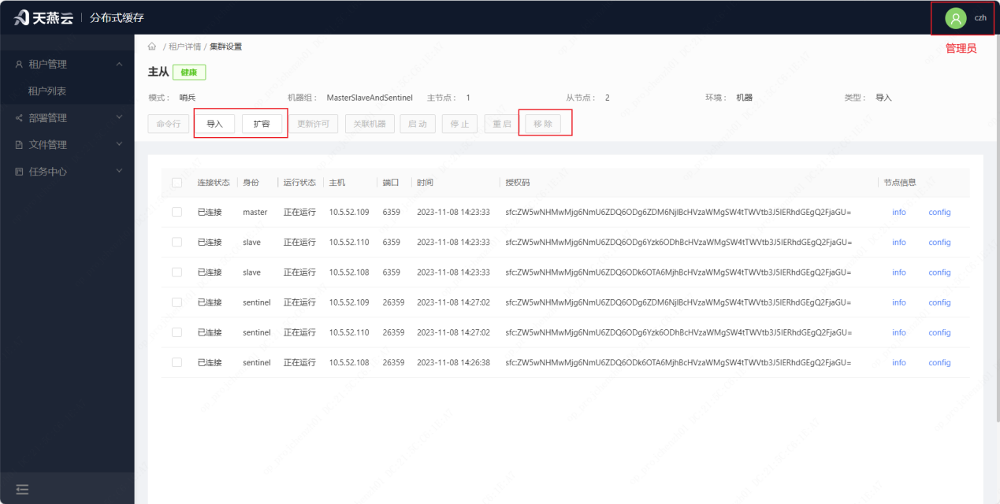 天燕云 分布式缓存 czh
管理员
/ 租户详情 / 集群设置
租户管理
租户列表
部署管理
文件管理
任务中心
主从 健康
模式： 哨兵 机器组： MasterSlaveAndSentinel 主节点： 1 从节点： 2 环境： 机器 类型： 导入
命令行 导入 扩容 更新许可 关联机器 启 动 停 止 重 启 移 除
连接状态 身份 运行状态 主机 端口 时间 授权码 节点信息
已连接 master 正在运行 10.5.52.109 6359 2023-11-08 14:23:33 sfc:ZW5wNHMwMjg6NmU6ZDQ6ODg6ZDM6NjlBcHVzaWMgSW4tTWVtb3J5IERhdGEgQ2FjaGU= info config
已连接 slave 正在运行 10.5.52.110 6359 2023-11-08 14:23:33 sfc:ZW5wNHMwMjg6NmU6ZDQ6ODg6Yzk6ODhBcHVzaWMgSW4tTWVtb3J5IERhdGEgQ2FjaGU= info config
已连接 slave 正在运行 10.5.52.108 6359 2023-11-08 14:23:33 sfc:ZW5wNHMwMjg6NmU6ZDQ6ODk6OTA6MjhBcHVzaWMgSW4tTWVtb3J5IERhdGEgQ2FjaGU= info config
已连接 sentinel 正在运行 10.5.52.109 26359 2023-11-08 14:27:02 sfc:ZW5wNHMwMjg6NmU6ZDQ6ODg6ZDM6NjlBcHVzaWMgSW4tTWVtb3J5IERhdGEgQ2FjaGU= info config
已连接 sentinel 正在运行 10.5.52.110 26359 2023-11-08 14:27:02 sfc:ZW5wNHMwMjg6NmU6ZDQ6ODg6Yzk6ODhBcHVzaWMgSW4tTWVtb3J5IERhdGEgQ2FjaGU= info config
已连接 sentinel 正在运行 10.5.52.108 26359 2023-11-08 14:26:38 sfc:ZW5wNHMwMjg6NmU6ZDQ6ODk6OTA6MjhBcHVzaWMgSW4tTWVtb3J5IERhdGEgQ2FjaGU= info config